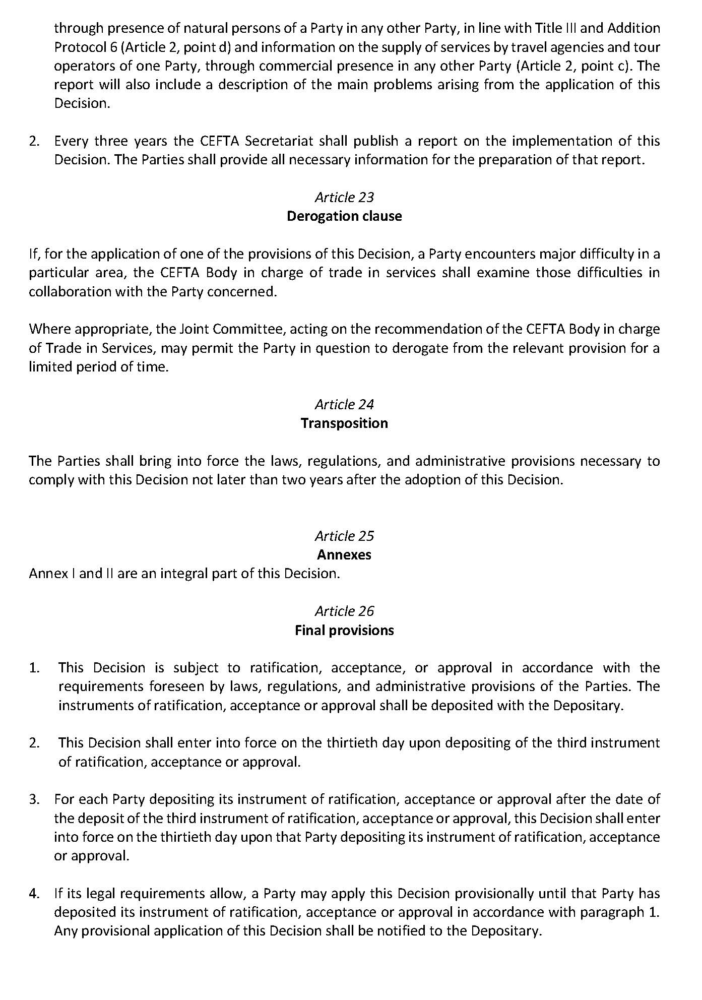 through presence of natural persons of a Party in any other Party, in line with Title III and Addition
Protocol 6 (Article 2, point d) and information on the supply of services by travel agencies and tour
operators of one Party, through commercial presence in any other Party (Article 2, point c). The
report will also include a description of the main problems arising from the application of this
Decision.
2. Every three years the CEFTA Secretariat shall publish a report on the implementation of this
Decision. The Parties shall provide all necessary information for the preparation of that report.
Article 23
Derogation clause
If, for the application of one of the provisions of this Decision, a Party encounters major difficulty in a
particular area, the CEFTA Body in charge of trade in services shall examine those difficulties in
collaboration with the Party concerned.
Where appropriate, the Joint Committee, acting on the recommendation of the CEFTA Body in charge
of Trade in Services, may permit the Party in question to derogate from the relevant provision for a
limited period of time.
Article 24
Transposition
The Parties shall bring into force the laws, regulations, and administrative provisions necessary to
comply with this Decision not later than two years after the adoption of this Decision.
Article 25
Annexes
Annex I and II are an integral part of this Decision.
Article 26
Final provisions
1. This Decision is subject to ratification, acceptance, or approval in accordance with the
requirements foreseen by laws, regulations, and administrative provisions of the Parties. The
instruments of ratification, acceptance or approval shall be deposited with the Depositary.
2. This Decision shall enter into force on the thirtieth day upon depositing of the third instrument
of ratification, acceptance or approval.
3. For each Party depositing its instrument of ratification, acceptance or approval after the date of
the deposit of the third instrument of ratification, acceptance or approval, this Decision shall enter
into force on the thirtieth day upon that Party depositing its instrument of ratification, acceptance
or approval.
4. If its legal requirements allow, a Party may apply this Decision provisionally until that Party has
deposited its instrument of ratification, acceptance or approval in accordance with paragraph 1.
Any provisional application of this Decision shall be notified to the Depositary.